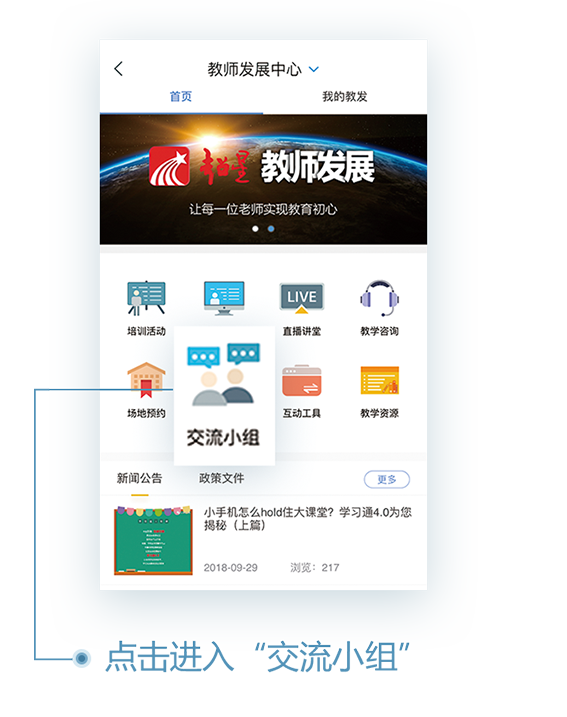 教师发展中心
首页
我的教发
超星 教师发展
让每一位老师实现教育初心
培训活动
LIVE
直播讲堂
教学咨询
场地预约
交流小组
互动工具
教学资源
新闻公告
政策文件
更多
小手机怎么hold住大课堂？学习通4.0为您
揭秘（上篇）
2018-09-29
浏览：217
点击进入“交流小组”